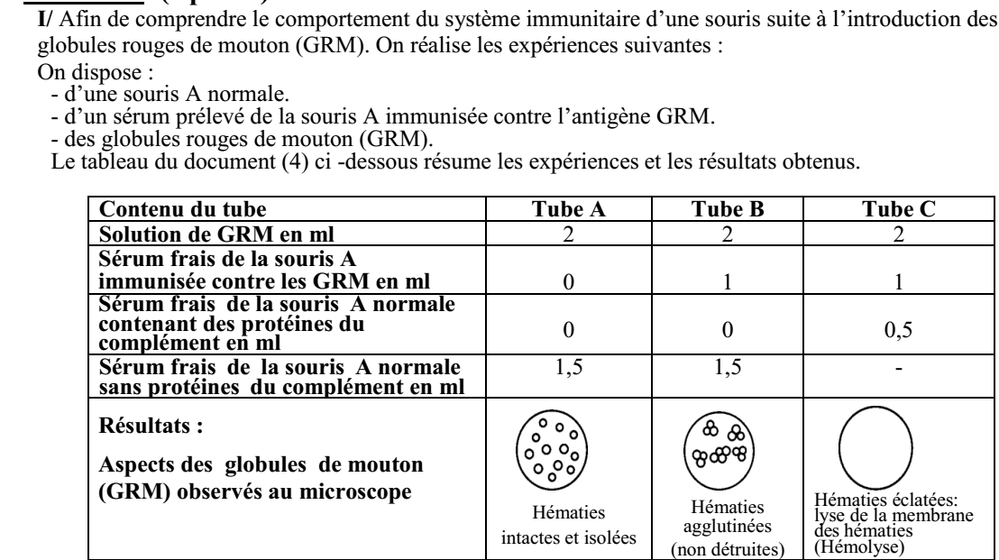 I/ Afin de comprendre le comportement du système immunitaire d’une souris suite à l’introduction des
globules rouges de mouton (GRM). On réalise les expériences suivantes :
On dispose :
- d’une souris A normale.
- d’un sérum prélevé de la souris A immunisée contre l’antigène GRM.
- des globules rouges de mouton (GRM).
Le tableau du document (4) ci -dessous résume les expériences et les résultats obtenus.
Contenu du tube Tube A Tube B Tube C
Solution de GRM en ml 2 2 2
Sérum frais de la souris A
immunisée contre les GRM en ml 0 1 1
Sérum frais de la souris A normale
contenant des protéines du
complément en ml 0 0 0,5
Sérum frais de la souris A normale
sans protéines du complément en ml 1,5 1,5 -
Résultats :
Aspects des globules de mouton
(GRM) observés au microscope
Hématies
intactes et isolées
Hématies
agglutinées
(non détruites)
Hématies éclatées:
lyse de la membrane
des hématies
(Hémolyse)